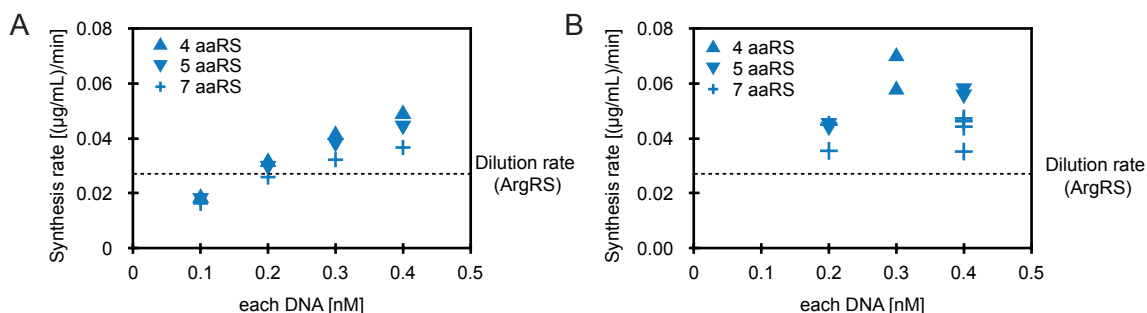 A
Synthesis rate [(µg/mL)/min]
0.08
0.06
0.04
0.02
0
4 aaRS
5 aaRS
7 aaRS
Dilution rate
(ArgRS)
0
0.1
0.2
0.3
0.4
0.5
each DNA [nM]
B
Synthesis rate [(µg/mL)/min]
0.08
0.06
0.04
0.02
0.00
4 aaRS
5 aaRS
7 aaRS
Dilution rate
(ArgRS)
0
0.1
0.2
0.3
0.4
0.5
each DNA [nM]